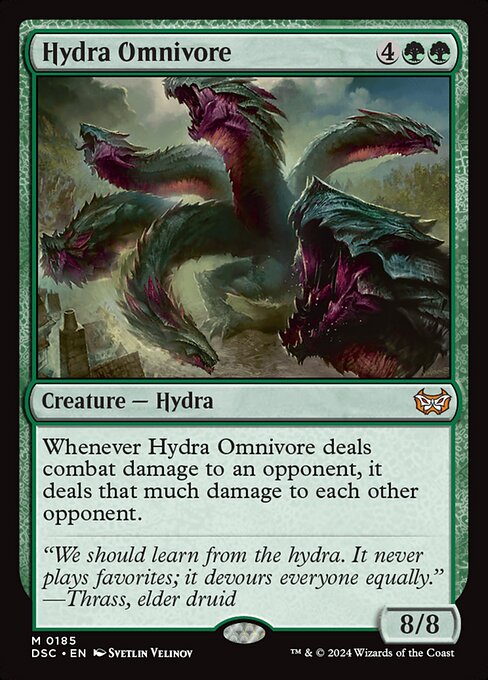 Hydra Omnivore 4
Creature — Hydra
Whenever Hydra Omnivore deals
combat damage to an opponent, it
deals that much damage to each other
opponent.
“We should learn from the hydra. It never
plays favorites; it devours everyone equally.”
—Thrass, elder druid
8/8
M 0185
DSC • EN Svetlin Velinov
™ & © 2024 Wizards of the Coast